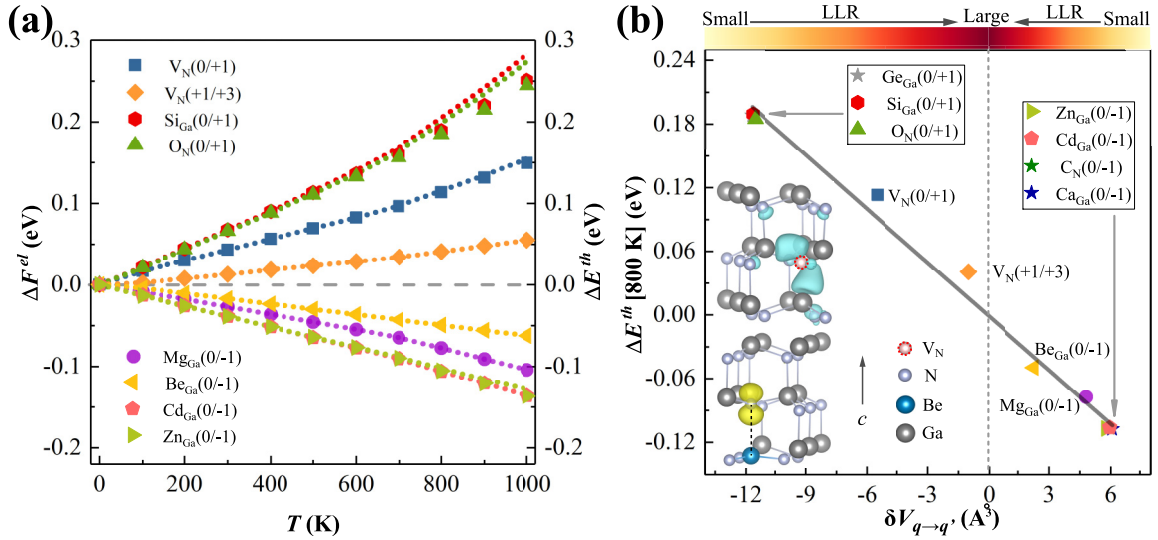 (a)
0.3
0.2
0.1
0.0
-0.1
-0.2
ΔF^el (eV)
V_N(0/+1)
V_N(+1/+3)
Si_Ga(0/+1)
O_N(0/+1)
Mg_Ga(0/-1)
Be_Ga(0/-1)
Cd_Ga(0/-1)
Zn_Ga(0/-1)
0.3
0.2
0.1
0.0
-0.1
-0.2
ΔE^th (eV)
0 200 400 600 800 1000
T (K)
(b)
Small LLR Large LLR Small
0.24
0.18
0.12
0.06
0.00
-0.06
-0.12
ΔE^th [800 K] (eV)
Ge_Ga(0/+1)
Si_Ga(0/+1)
O_N(0/+1)
Zn_Ga(0/-1)
Cd_Ga(0/-1)
C_N(0/-1)
Ca_Ga(0/-1)
V_N(0/+1)
V_N(+1/+3)
Be_Ga(0/-1)
Mg_Ga(0/-1)
V_N
N
Be
Ga
c
-12 -9 -6 -3 0 3 6
δV_q→q' (Å³)